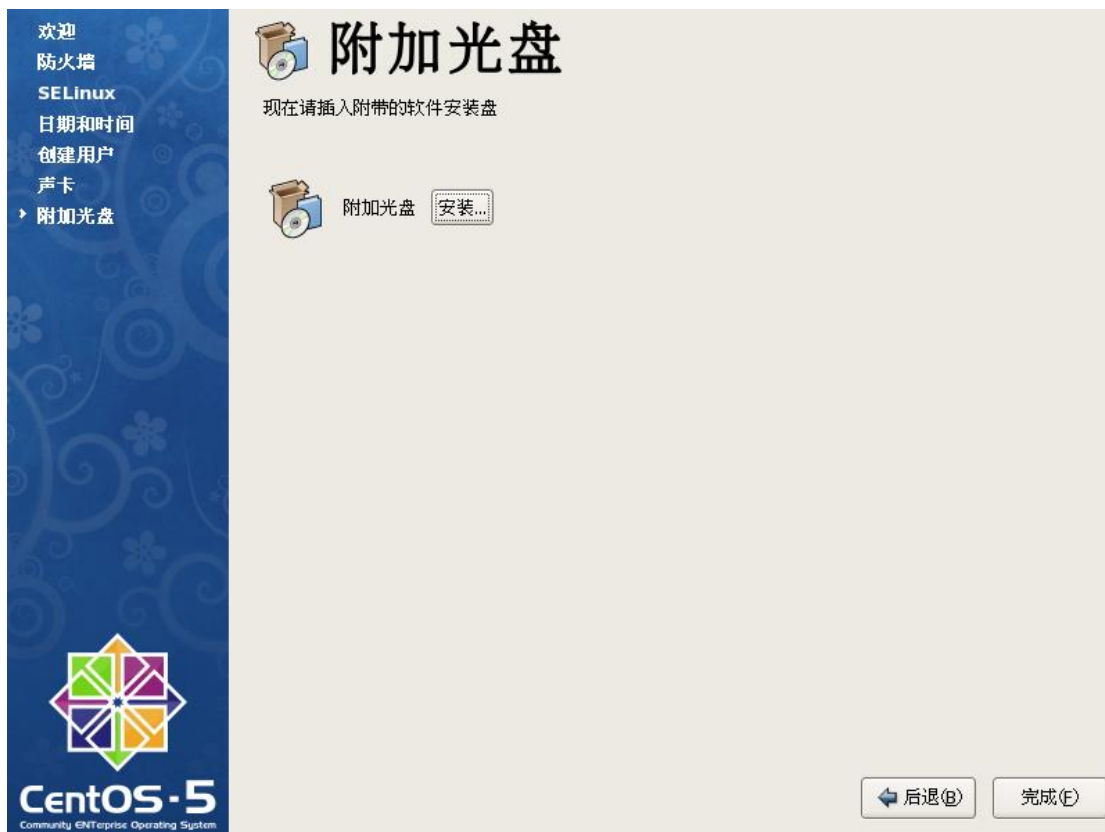 欢迎
防火墙
SELinux
日期和时间
创建用户
声卡
附加光盘
附加光盘
现在请插入附带的软件安装盘
附加光盘 安装...
CentOS-5
Community ENTerprise Operating System
后退(B) 完成(F)